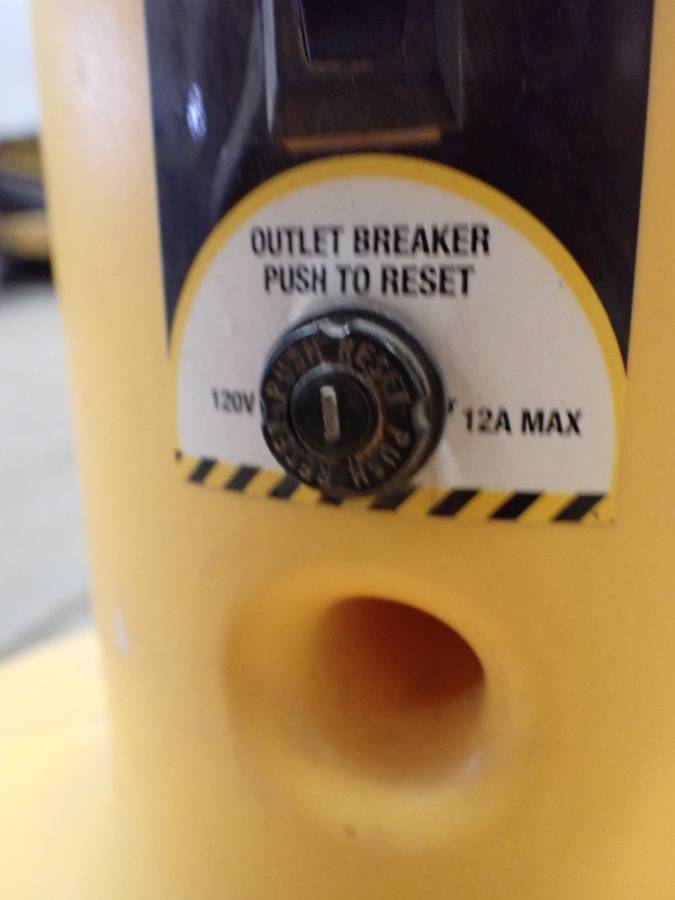 OUTLET BREAKER
PUSH TO RESET
PUSH RESET
PUSH RESET
120V
12A MAX